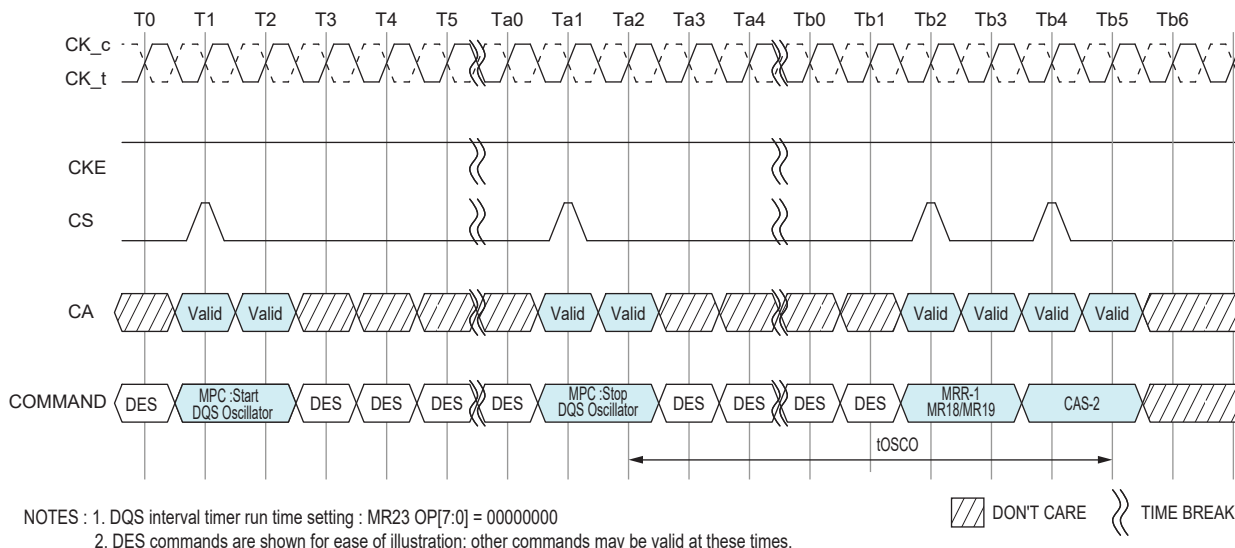 T0 T1 T2 T3 T4 T5 Ta0 Ta1 Ta2 Ta3 Ta4 Tb0 Tb1 Tb2 Tb3 Tb4 Tb5 Tb6
CK_c
CK_t
CKE
CS
CA Valid Valid Valid Valid Valid Valid Valid Valid
COMMAND DES MPC :Start DES DES DES DES MPC :Stop DES DES DES DES MRR-1 CAS-2
DQS Oscillator DQS Oscillator MR18/MR19
tOSCO
NOTES : 1. DQS interval timer run time setting : MR23 OP[7:0] = 00000000 DON'T CARE TIME BREAK
2. DES commands are shown for ease of illustration; other commands may be valid at these times.